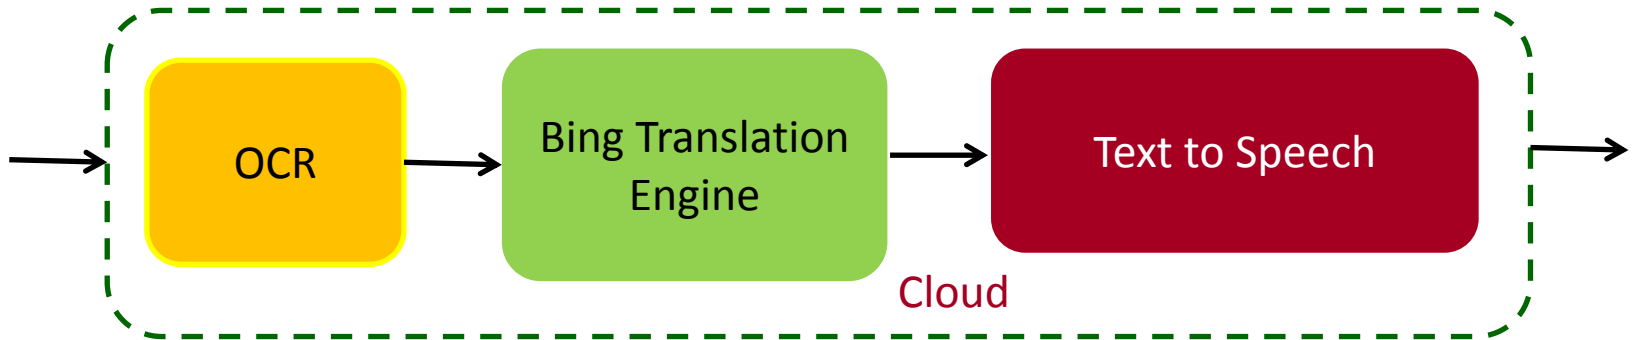 OCR
Bing Translation
Engine
Text to Speech
Cloud